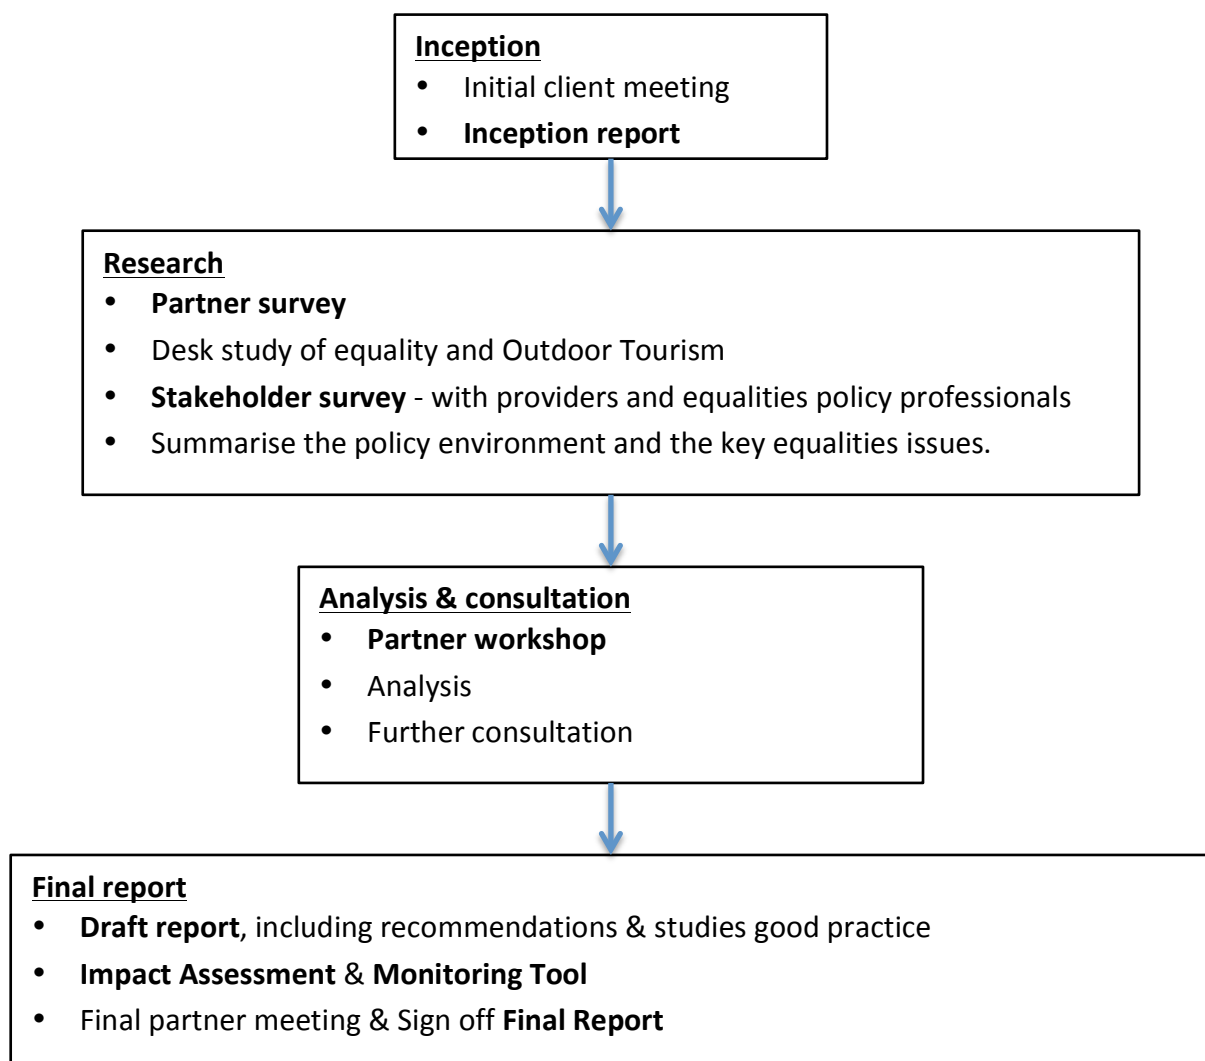 Inception
• Initial client meeting
• Inception report
Research
• Partner survey
• Desk study of equality and Outdoor Tourism
• Stakeholder survey - with providers and equalities policy professionals
• Summarise the policy environment and the key equalities issues.
Analysis & consultation
• Partner workshop
• Analysis
• Further consultation
Final report
• Draft report, including recommendations & studies good practice
• Impact Assessment & Monitoring Tool
• Final partner meeting & Sign off Final Report